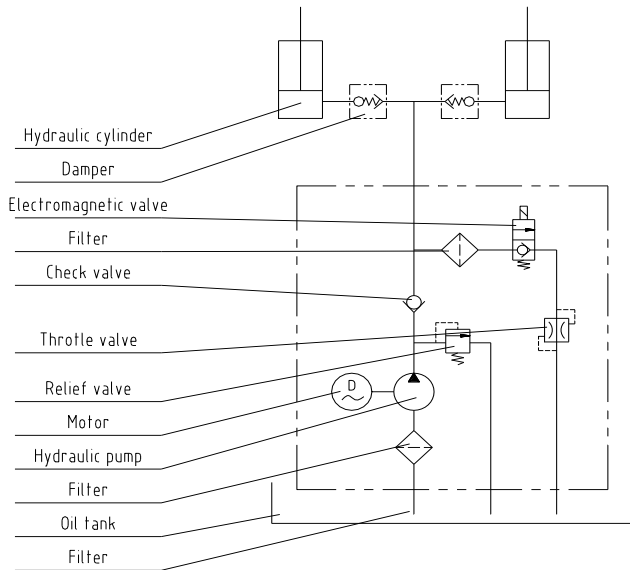 Hydraulic cylinder
Damper
Electromagnetic valve
Filter
Check valve
Throtle valve
Relief valve
D
Motor
Hydraulic pump
Filter
Oil tank
Filter